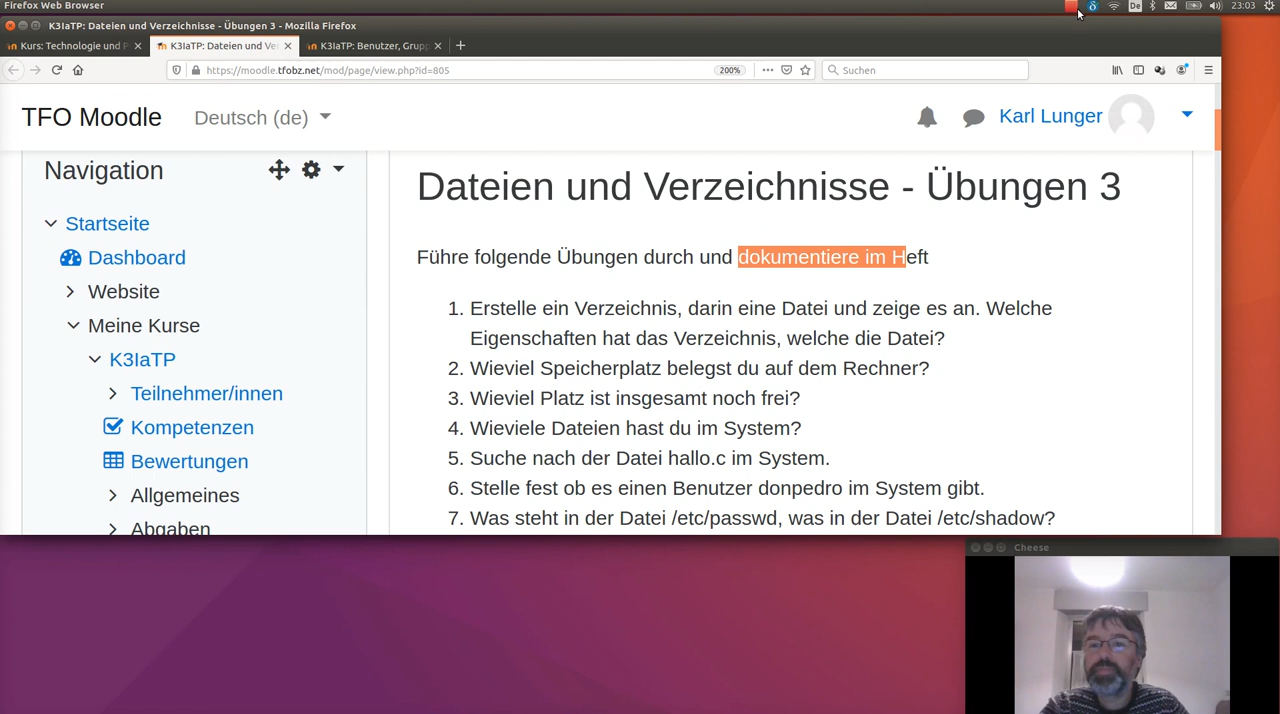 Firefox Web Browser
De
23:03
K3IaTP: Dateien und Verzeichnisse - Übungen 3 - Mozilla Firefox
Kurs: Technologie und P
K3IaTP: Dateien und Ver
K3IaTP: Benutzer, Grupp
https://moodle.tfobz.net/mod/page/view.php?id=805
200%
Suchen
TFO Moodle
Deutsch (de)
Karl Lunger
Navigation
Startseite
Dashboard
Website
Meine Kurse
K3IaTP
Teilnehmer/innen
Kompetenzen
Bewertungen
Allgemeines
Abgaben
Dateien und Verzeichnisse - Übungen 3
Führe folgende Übungen durch und dokumentiere im Heft
1. Erstelle ein Verzeichnis, darin eine Datei und zeige es an. Welche
Eigenschaften hat das Verzeichnis, welche die Datei?
2. Wieviel Speicherplatz belegst du auf dem Rechner?
3. Wieviel Platz ist insgesamt noch frei?
4. Wieviele Dateien hast du im System?
5. Suche nach der Datei hallo.c im System.
6. Stelle fest ob es einen Benutzer donpedro im System gibt.
7. Was steht in der Datei /etc/passwd, was in der Datei /etc/shadow?
Cheese